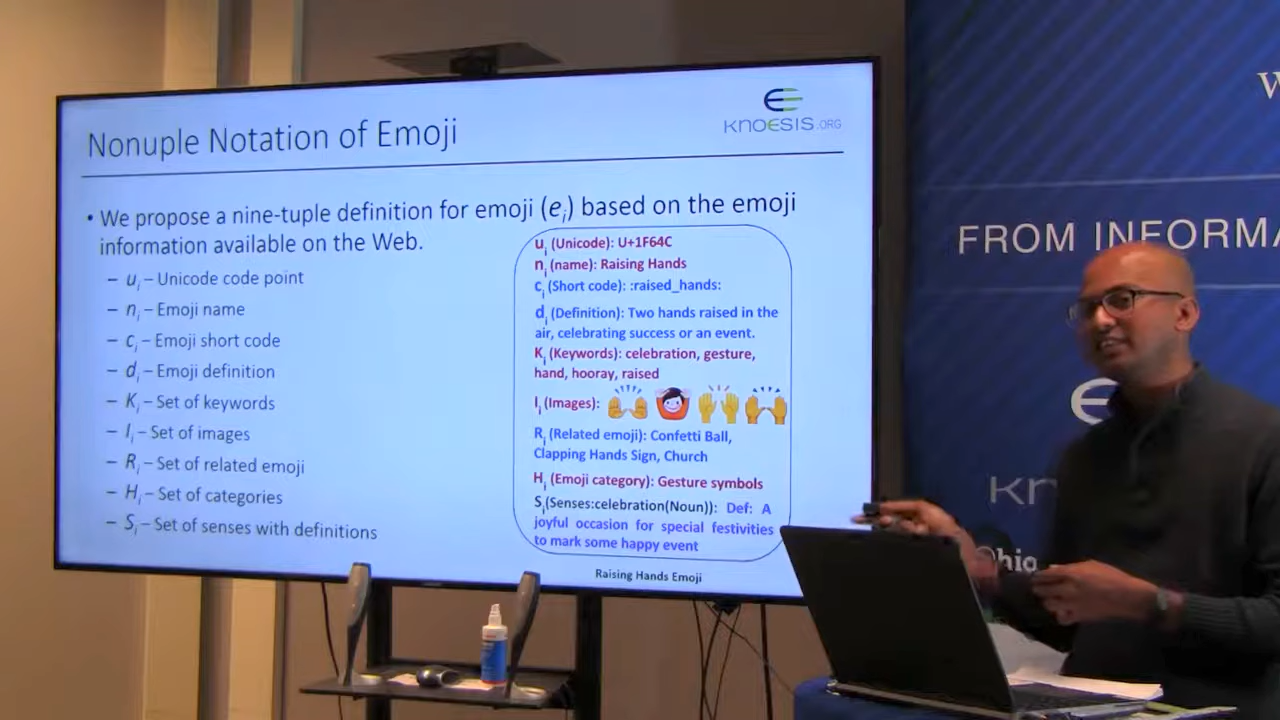 Nonuple Notation of Emoji
KNOESIS.ORG
• We propose a nine-tuple definition for emoji (ei) based on the emoji
information available on the Web.
– ui – Unicode code point
– ni – Emoji name
– ci – Emoji short code
– di – Emoji definition
– Ki – Set of keywords
– Ii – Set of images
– Ri – Set of related emoji
– Hi – Set of categories
– Si – Set of senses with definitions
ui (Unicode): U+1F64C
ni (name): Raising Hands
ci (Short code): :raised_hands:
di (Definition): Two hands raised in the
air, celebrating success or an event.
Ki (Keywords): celebration, gesture,
hand, hooray, raised
Ii (Images):
Ri (Related emoji): Confetti Ball,
Clapping Hands Sign, Church
Hi (Emoji category): Gesture symbols
Si (Senses:celebration(Noun)): Def: A
joyful occasion for special festivities
to mark some happy event
Raising Hands Emoji
W
FROM INFORMA
Kn
Ohio